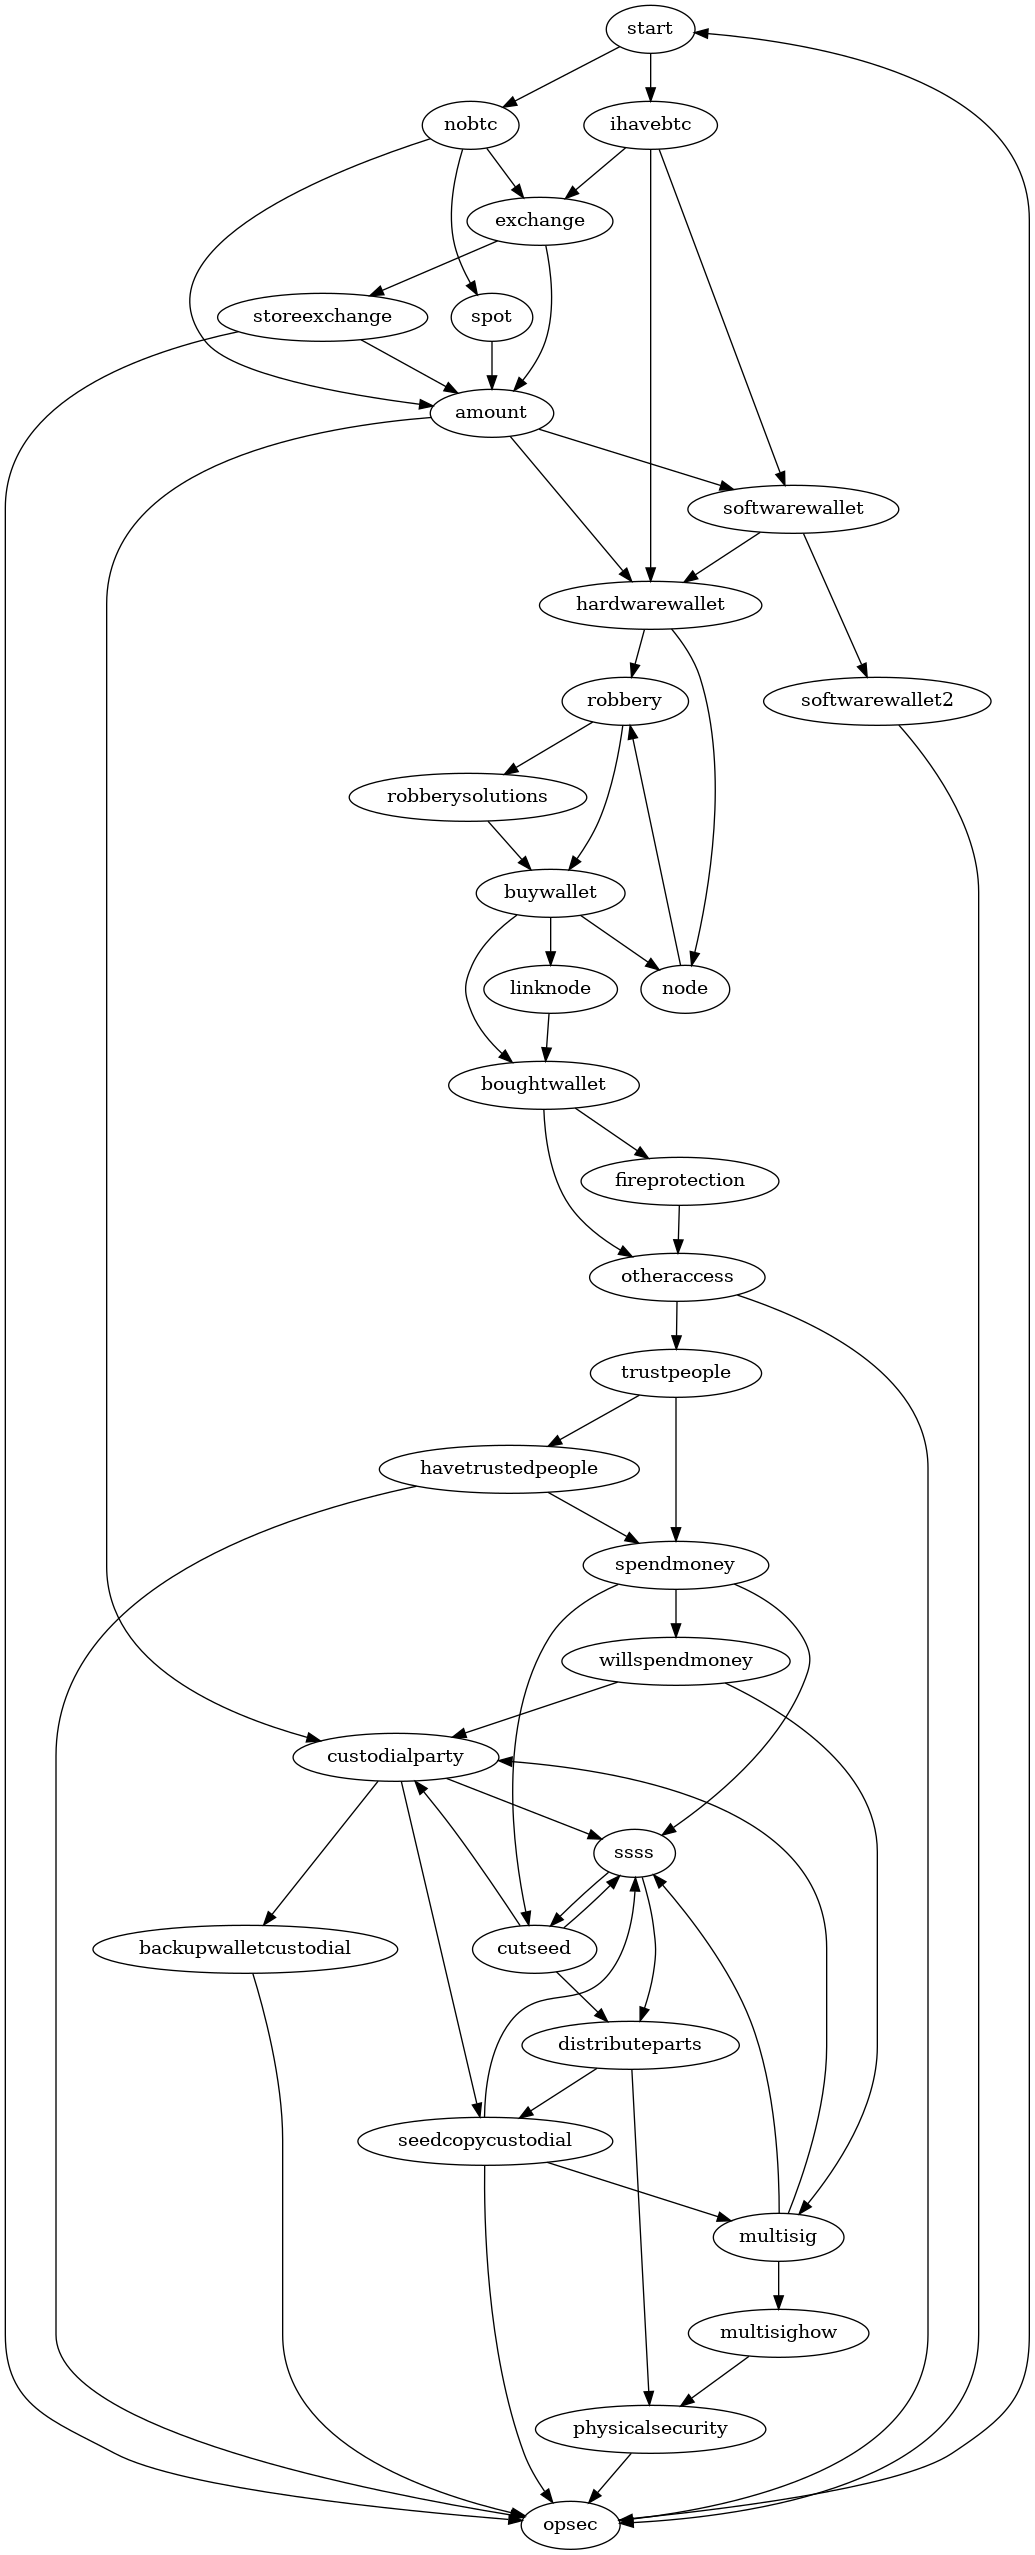 start
nobtc
ihavebtc
exchange
storeexchange
spot
amount
softwarewallet
hardwarewallet
robbery
softwarewallet2
robberysolutions
buywallet
linknode
node
boughtwallet
fireprotection
otheraccess
trustpeople
havetrustedpeople
spendmoney
willspendmoney
custodialparty
ssss
backupwalletcustodial
cutseed
distributeparts
seedcopycustodial
multisig
multisighow
physicalsecurity
opsec